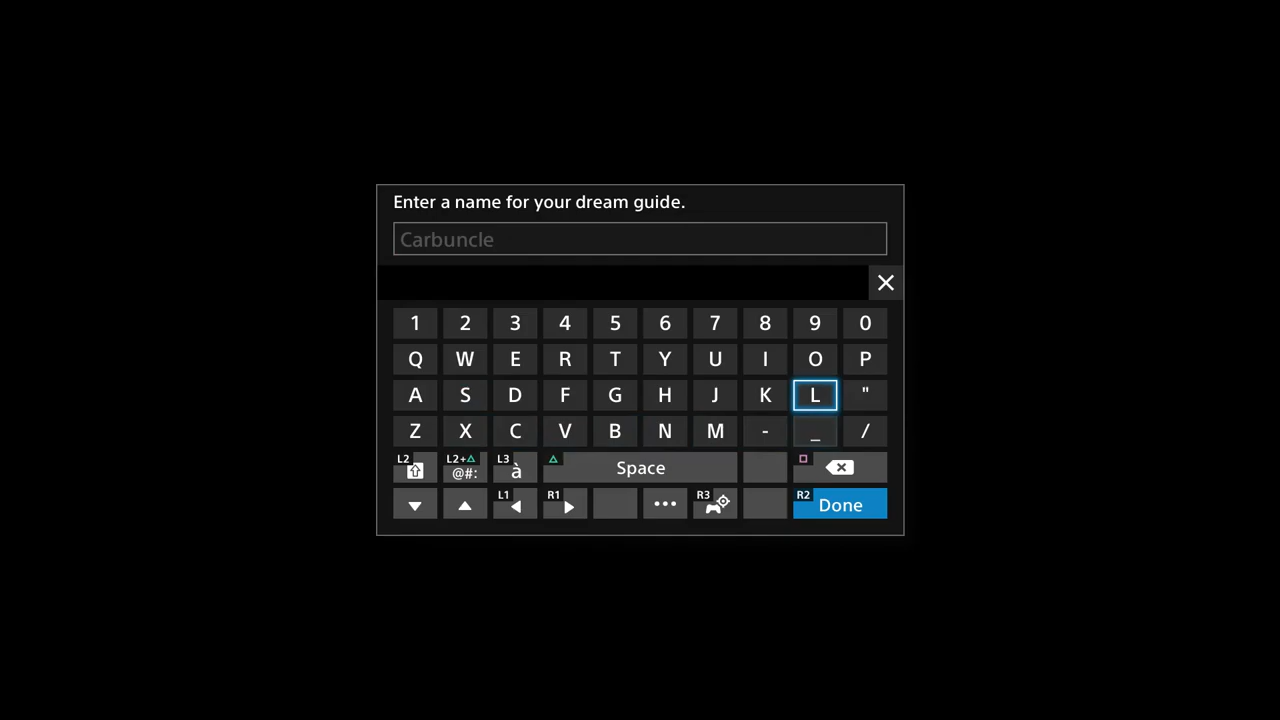 Enter a name for your dream guide.
Carbuncle
1 2 3 4 5 6 7 8 9 0
Q W E R T Y U I O P
A S D F G H J K L "
Z X C V B N M - _ /
L2 L2+△ @#: L3 à △ Space
L1 R1 ... R3 R2 Done